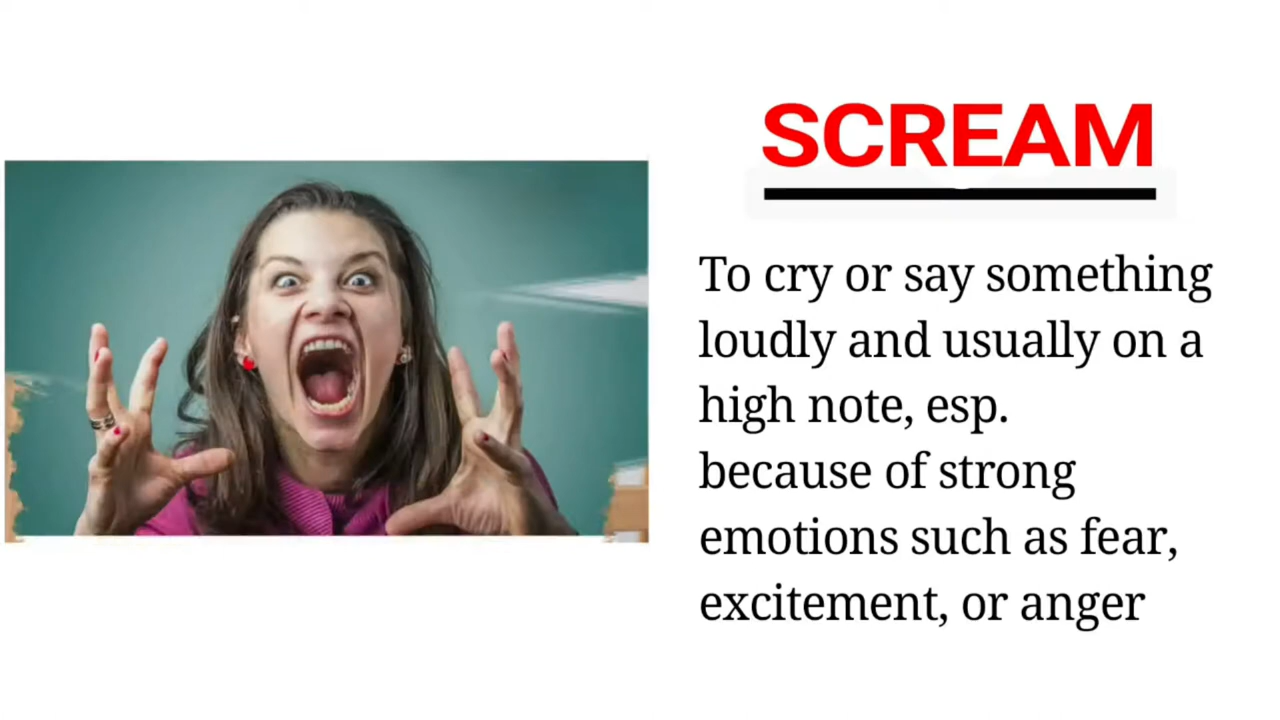 SCREAM
To cry or say something
loudly and usually on a
high note, esp.
because of strong
emotions such as fear,
excitement, or anger